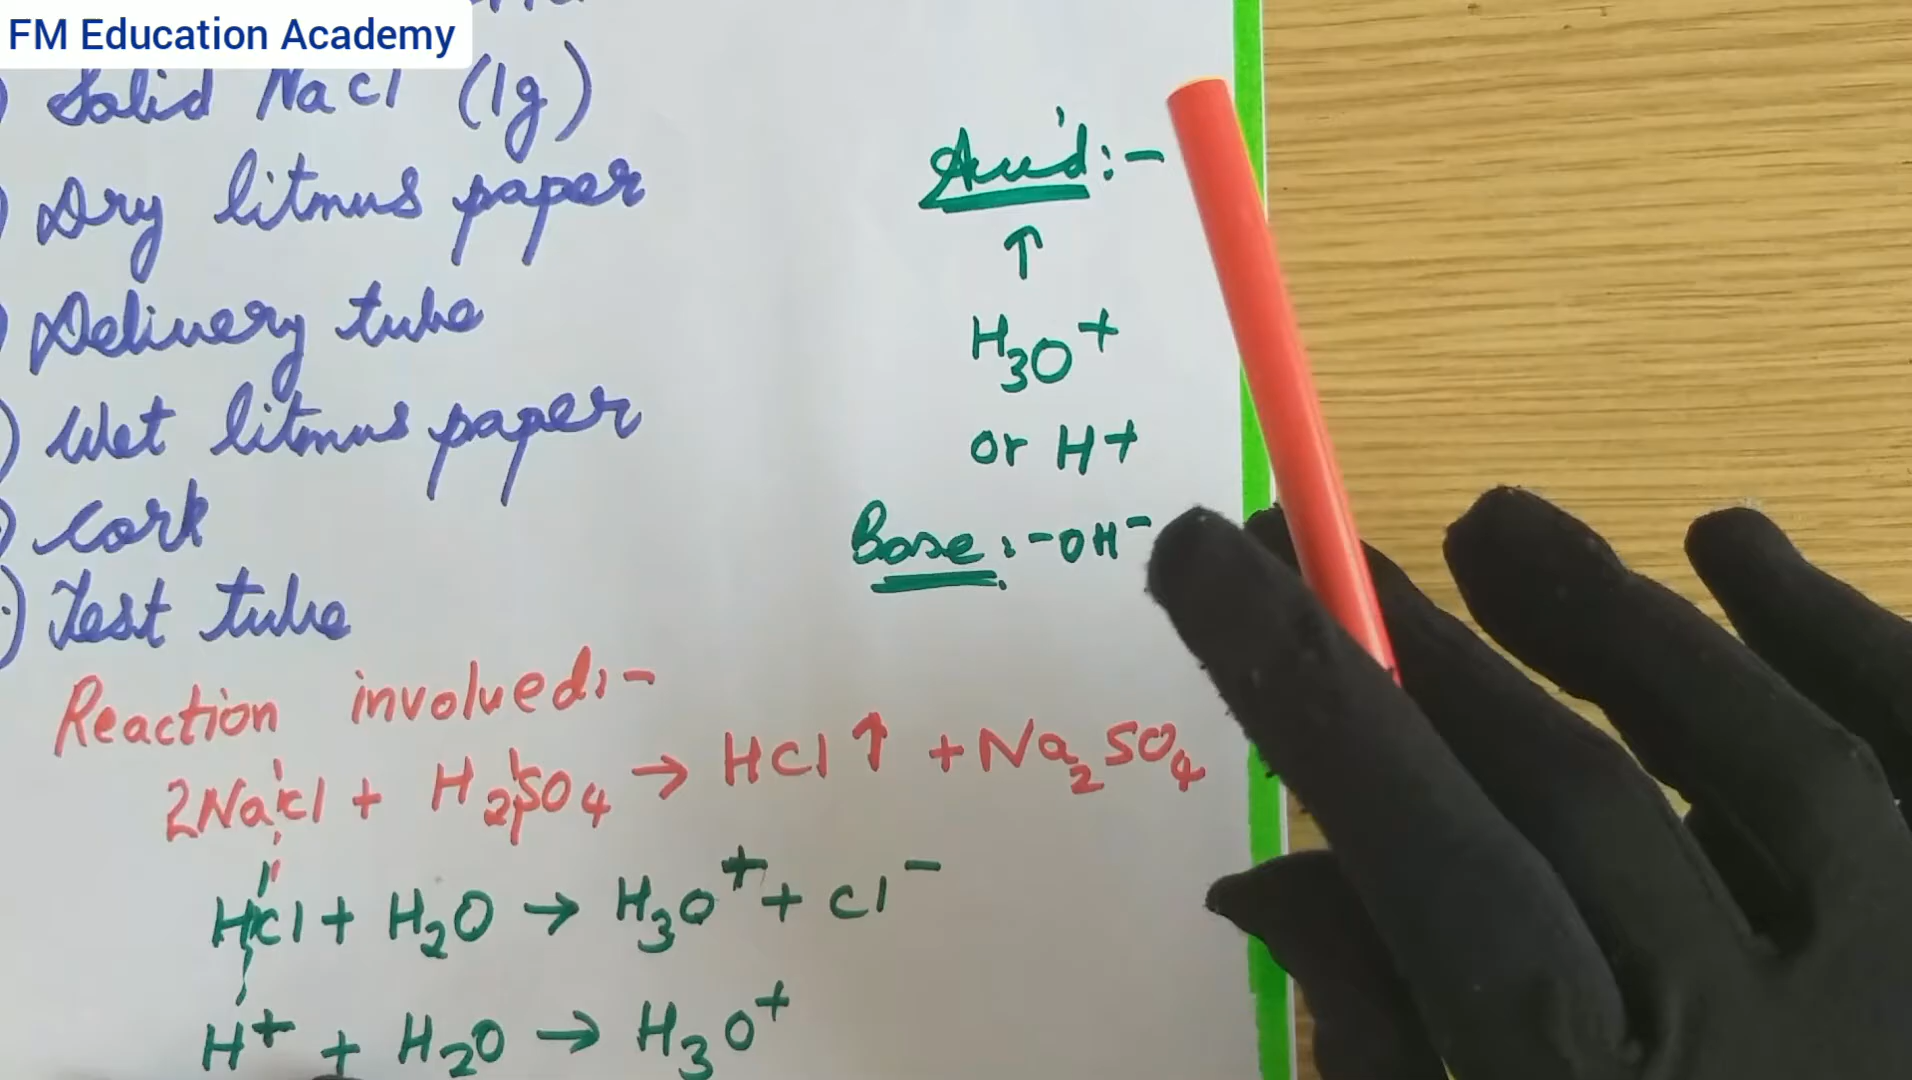 FM Education Academy
Solid NaCl (1g)
Dry litmus paper
Delivery tube
Wet litmus paper
Cork
Test tube
Acid:-
↑
H₃O⁺
or H+
Base:-OH⁻
Reaction involved:-
2NaCl + H₂SO₄ → HCl↑ + Na₂SO₄
HCl + H₂O → H₃O⁺ + Cl⁻
H⁺ + H₂O → H₃O⁺